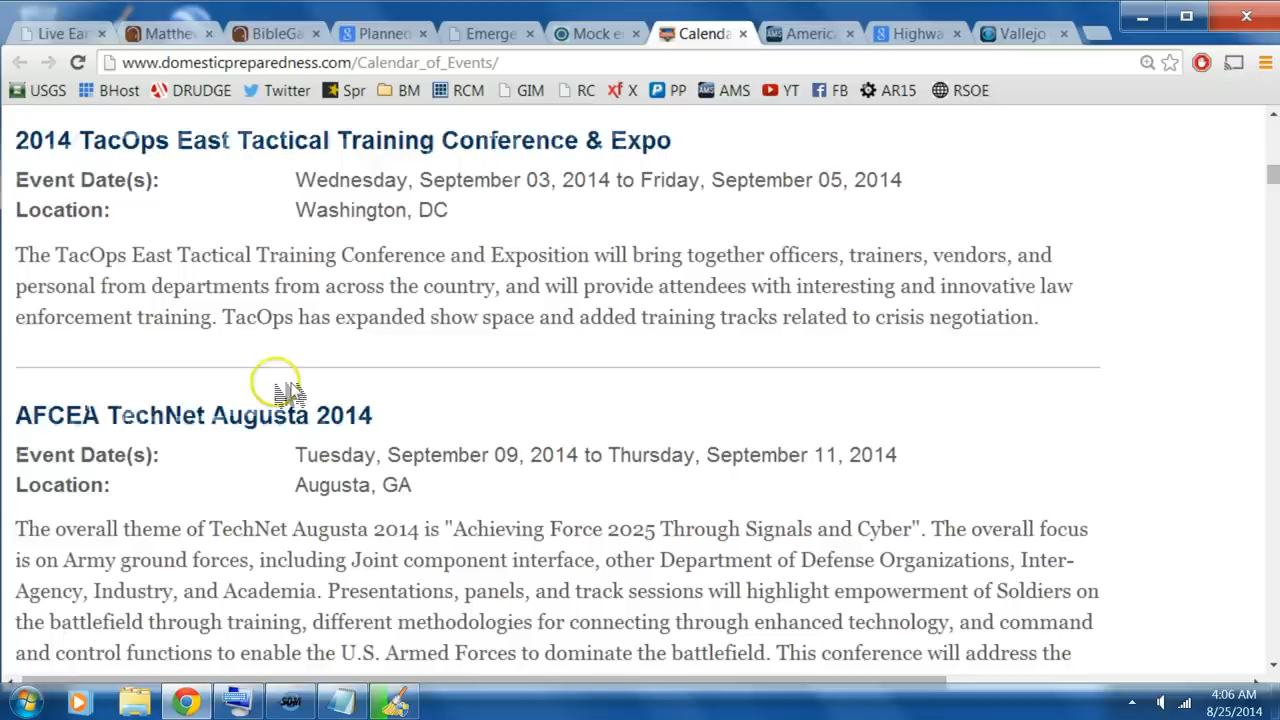 Live Ear
Matthe
BibleGa
Planned
Emerge
Mock e
Calenda
Americ
Highwa
Vallejo
www.domesticpreparedness.com/Calendar_of_Events/
USGS BHost DRUDGE Twitter Spr BM RCM GIM RC X PP AMS YT FB AR15 RSOE
2014 TacOps East Tactical Training Conference & Expo
Event Date(s): Wednesday, September 03, 2014 to Friday, September 05, 2014
Location: Washington, DC
The TacOps East Tactical Training Conference and Exposition will bring together officers, trainers, vendors, and
personal from departments from across the country, and will provide attendees with interesting and innovative law
enforcement training. TacOps has expanded show space and added training tracks related to crisis negotiation.
AFCEA TechNet Augusta 2014
Event Date(s): Tuesday, September 09, 2014 to Thursday, September 11, 2014
Location: Augusta, GA
The overall theme of TechNet Augusta 2014 is "Achieving Force 2025 Through Signals and Cyber". The overall focus
is on Army ground forces, including Joint component interface, other Department of Defense Organizations, Inter-
Agency, Industry, and Academia. Presentations, panels, and track sessions will highlight empowerment of Soldiers on
the battlefield through training, different methodologies for connecting through enhanced technology, and command
and control functions to enable the U.S. Armed Forces to dominate the battlefield. This conference will address the
4:06 AM
8/25/2014